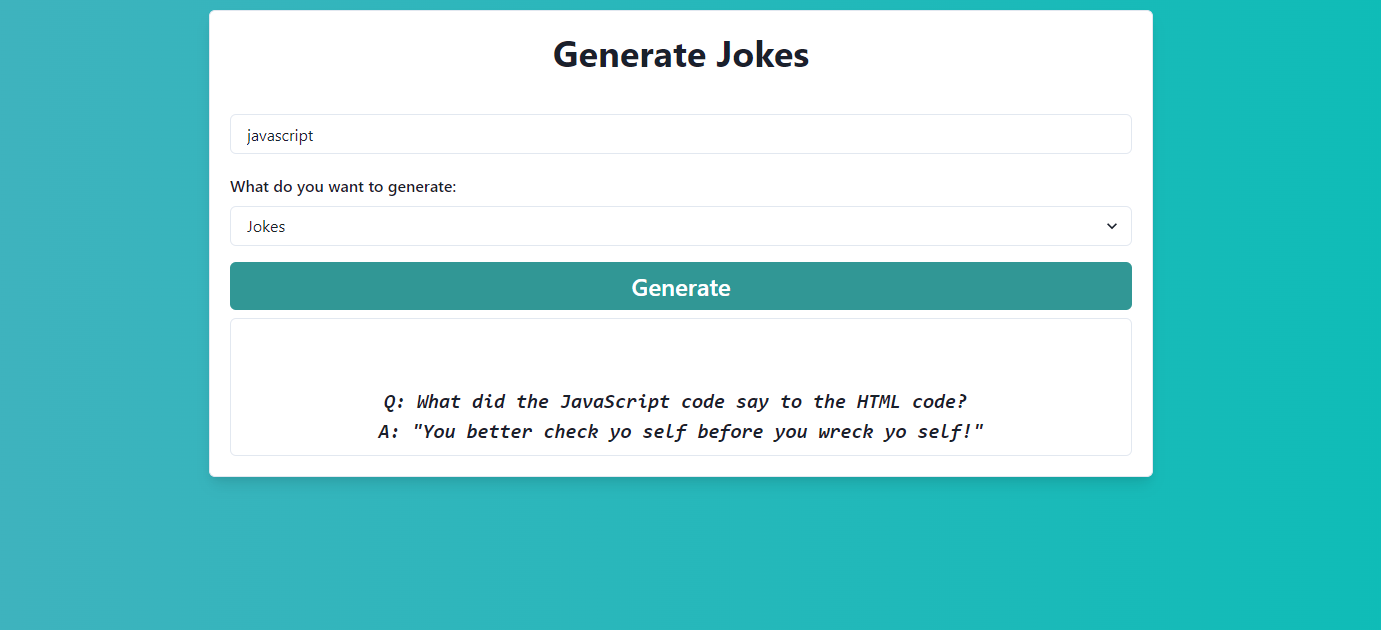 Generate Jokes
javascript
What do you want to generate:
Jokes
Generate
Q: What did the JavaScript code say to the HTML code?
A: "You better check yo self before you wreck yo self!"